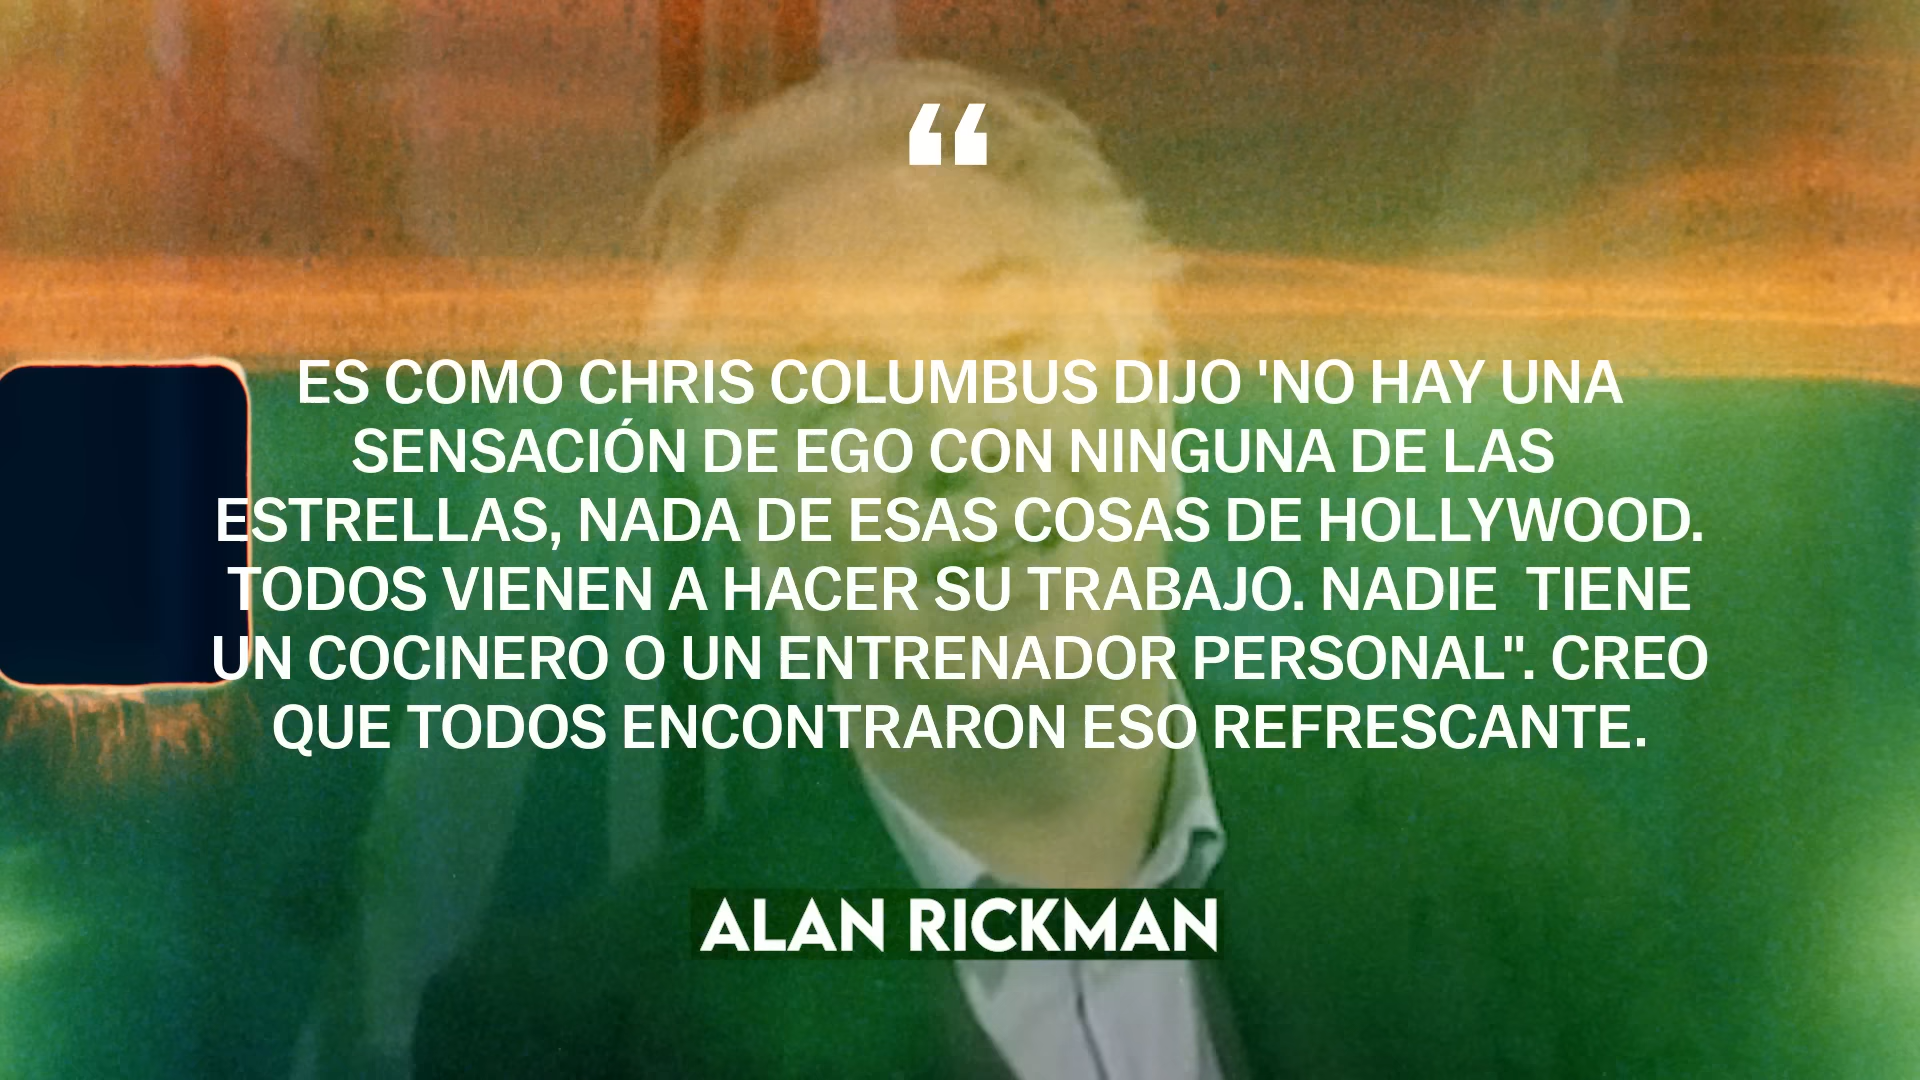 “
ES COMO CHRIS COLUMBUS DIJO 'NO HAY UNA
SENSACIÓN DE EGO CON NINGUNA DE LAS
ESTRELLAS, NADA DE ESAS COSAS DE HOLLYWOOD.
TODOS VIENEN A HACER SU TRABAJO. NADIE  TIENE
UN COCINERO O UN ENTRENADOR PERSONAL". CREO
QUE TODOS ENCONTRARON ESO REFRESCANTE.
ALAN RICKMAN